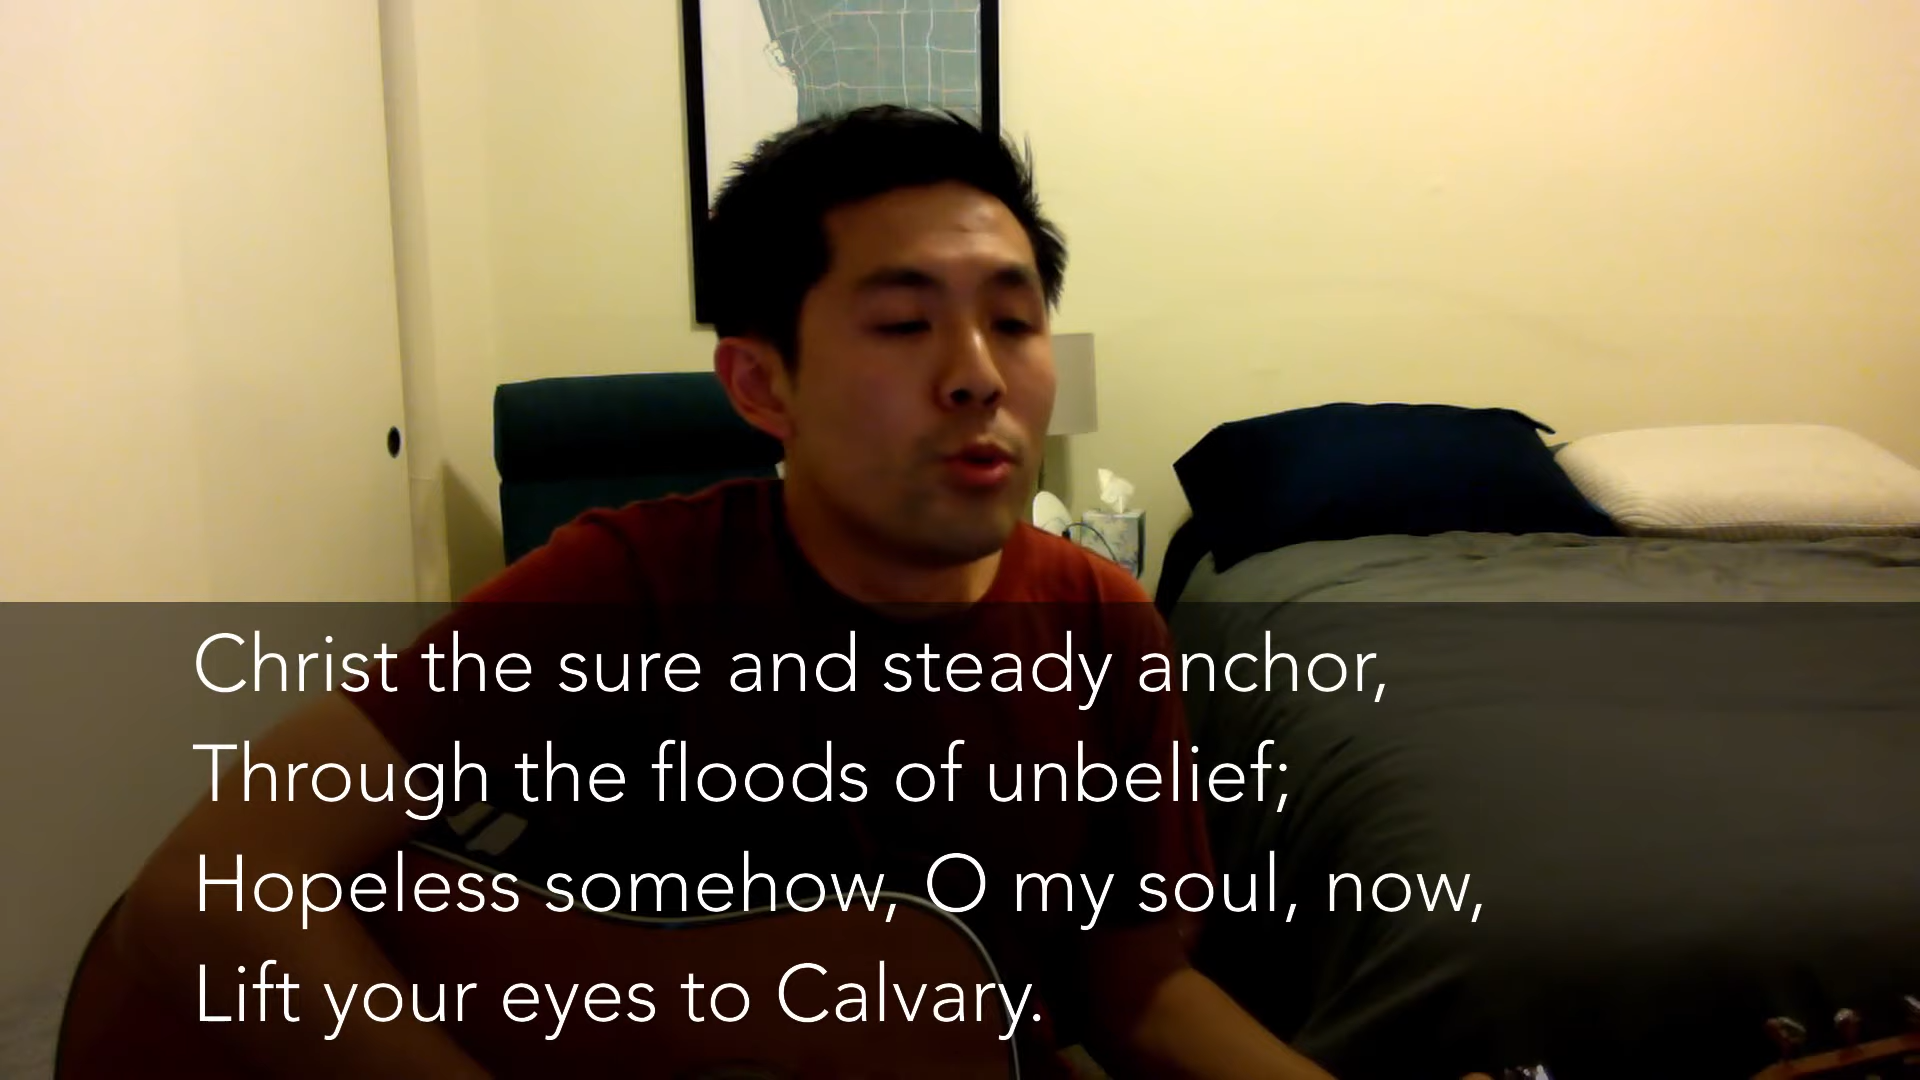 Christ the sure and steady anchor,
Through the floods of unbelief;
Hopeless somehow, O my soul, now,
Lift your eyes to Calvary.